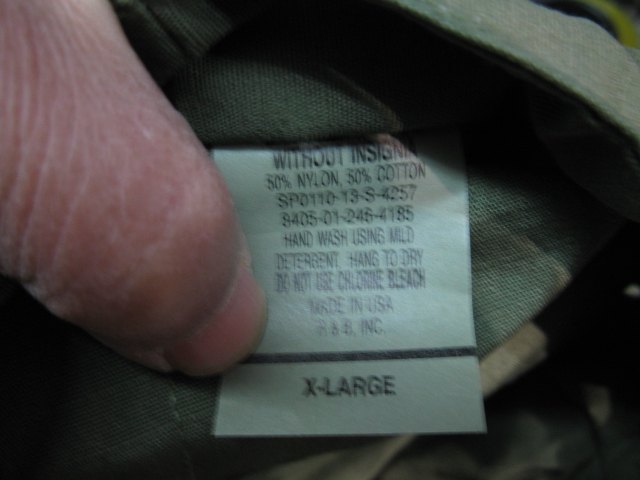 WITHOUT INSIGNIA
50% NYLON, 50% COTTON
SP0110-13-S-4257
8405-01-246-4185
HAND WASH USING MILD
DETERGENT. HANG TO DRY
DO NOT USE CHLORINE BLEACH
MADE IN USA
& B, INC.
X-LARGE